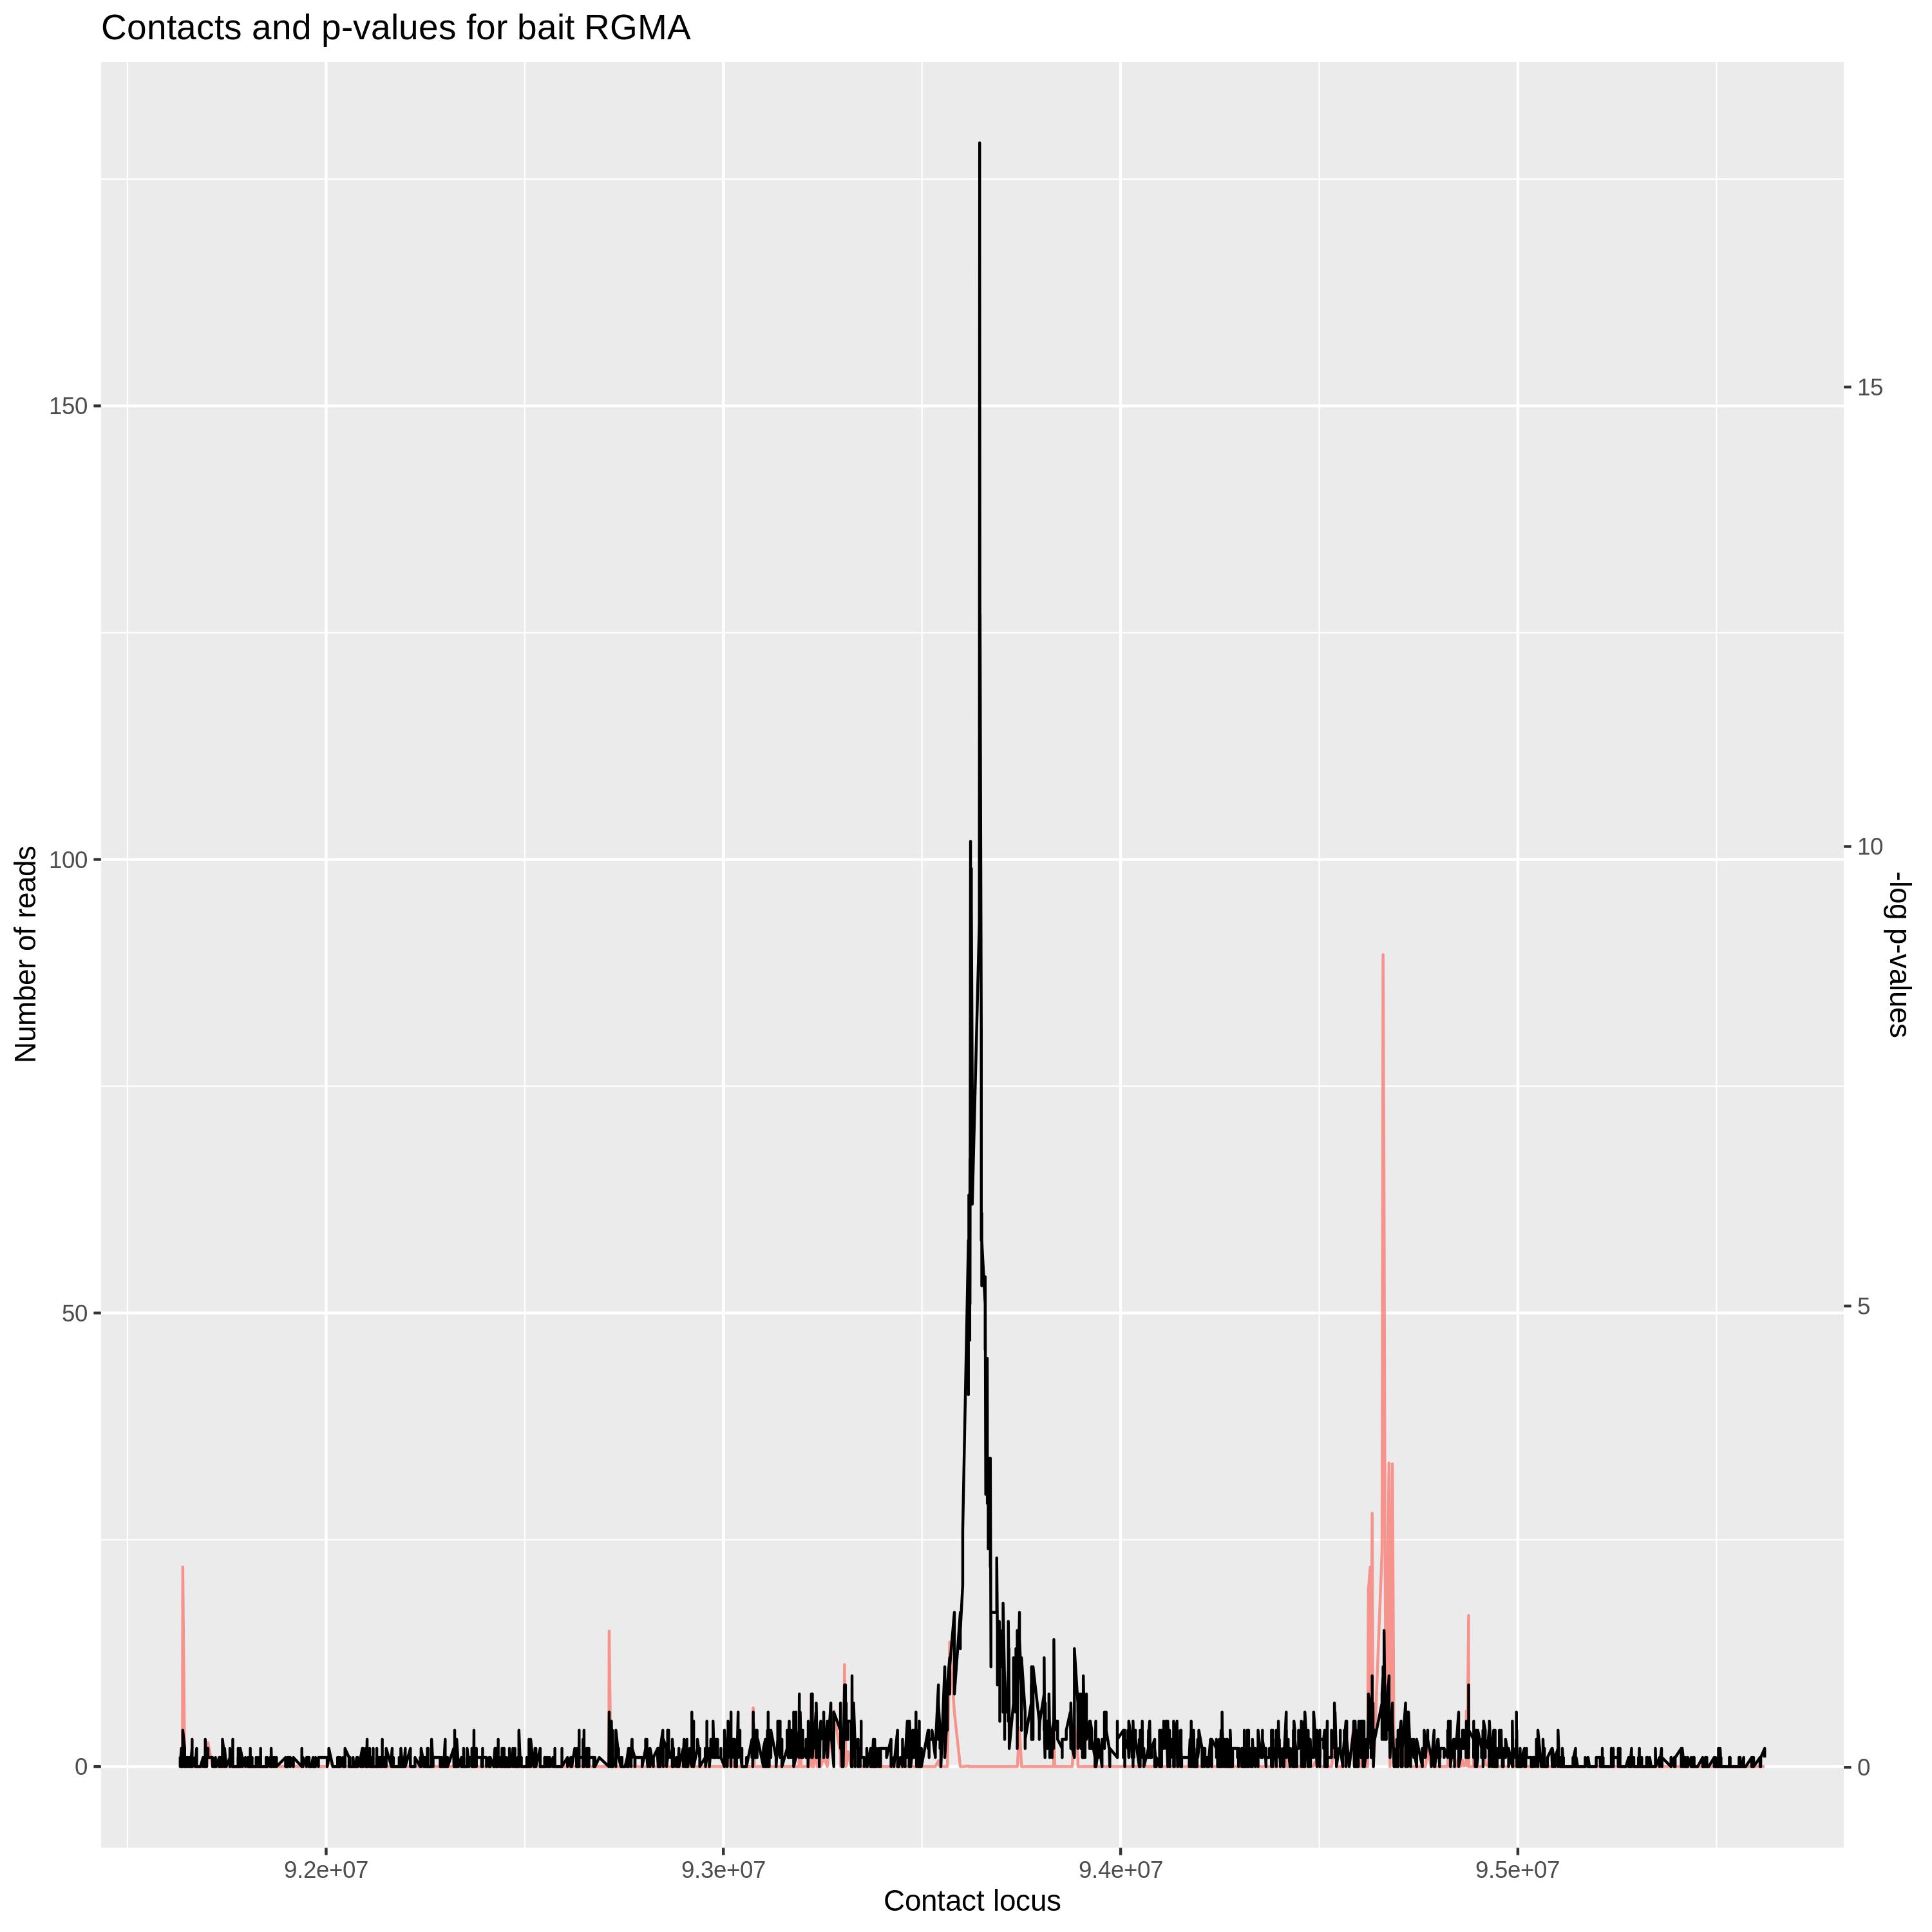 Contacts and p-values for bait RGMA
150
100
50
0
Number of reads
15
10
5
0
-log p-values
9.2e+07
9.3e+07
9.4e+07
9.5e+07
Contact locus